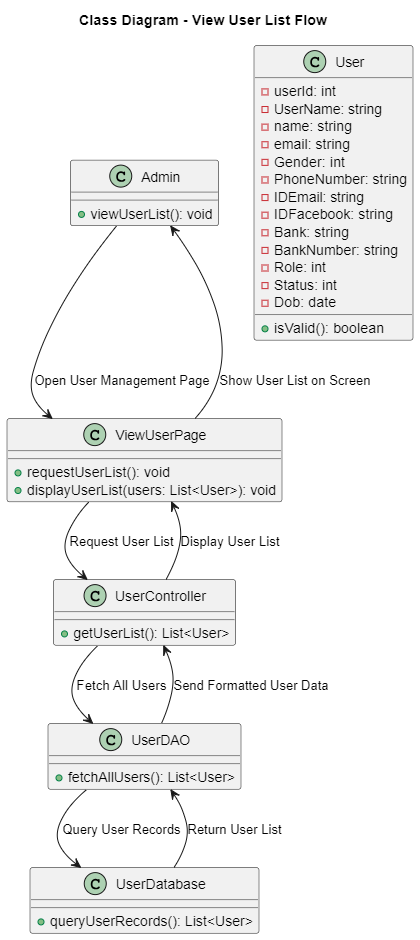 Class Diagram - View User List Flow
C User
userId: int
UserName: string
name: string
email: string
Gender: int
PhoneNumber: string
IDEmail: string
IDFacebook: string
Bank: string
BankNumber: string
Role: int
Status: int
Dob: date
isValid(): boolean
C Admin
viewUserList(): void
Open User Management Page
Show User List on Screen
C ViewUserPage
requestUserList(): void
displayUserList(users: List<User>): void
Request User List
Display User List
C UserController
getUserList(): List<User>
Fetch All Users
Send Formatted User Data
C UserDAO
fetchAllUsers(): List<User>
Query User Records
Return User List
C UserDatabase
queryUserRecords(): List<User>